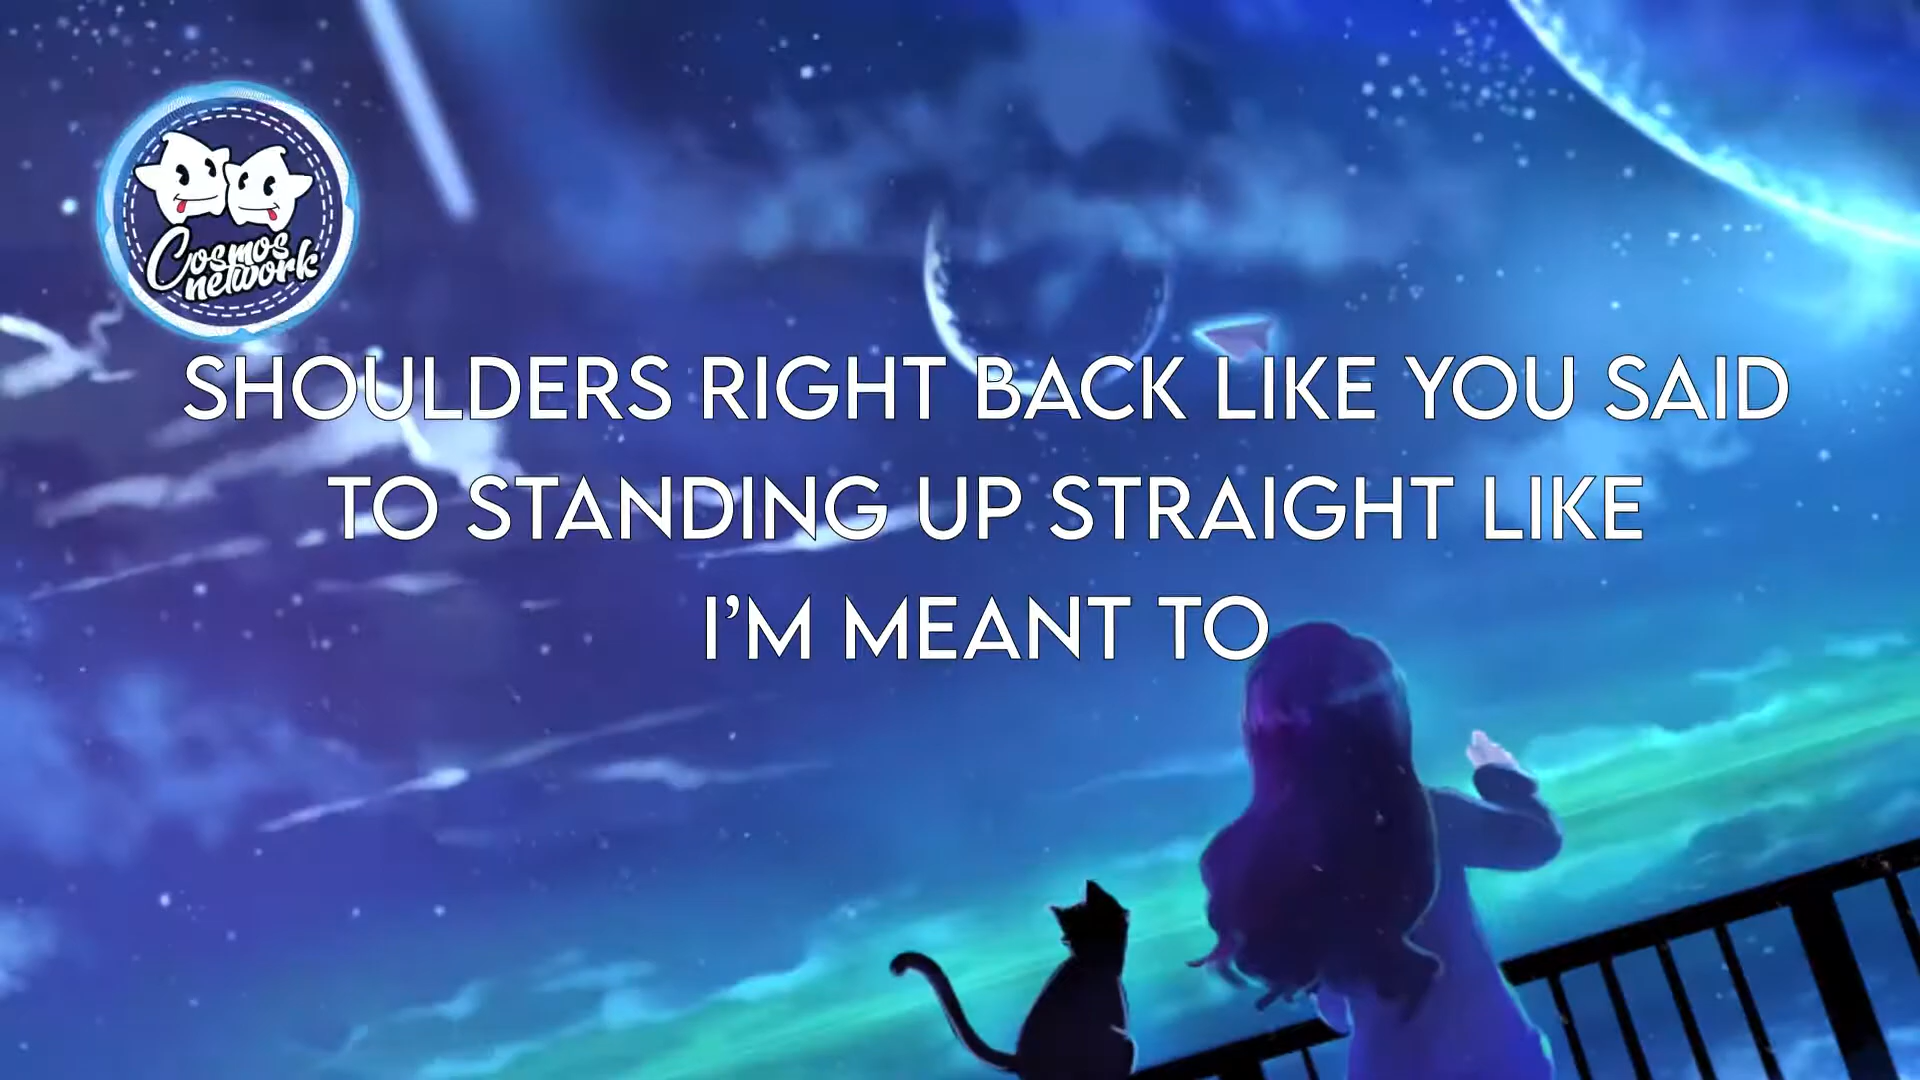 Cosmos
network
SHOULDERS RIGHT BACK LIKE YOU SAID
TO STANDING UP STRAIGHT LIKE
I’M MEANT TO